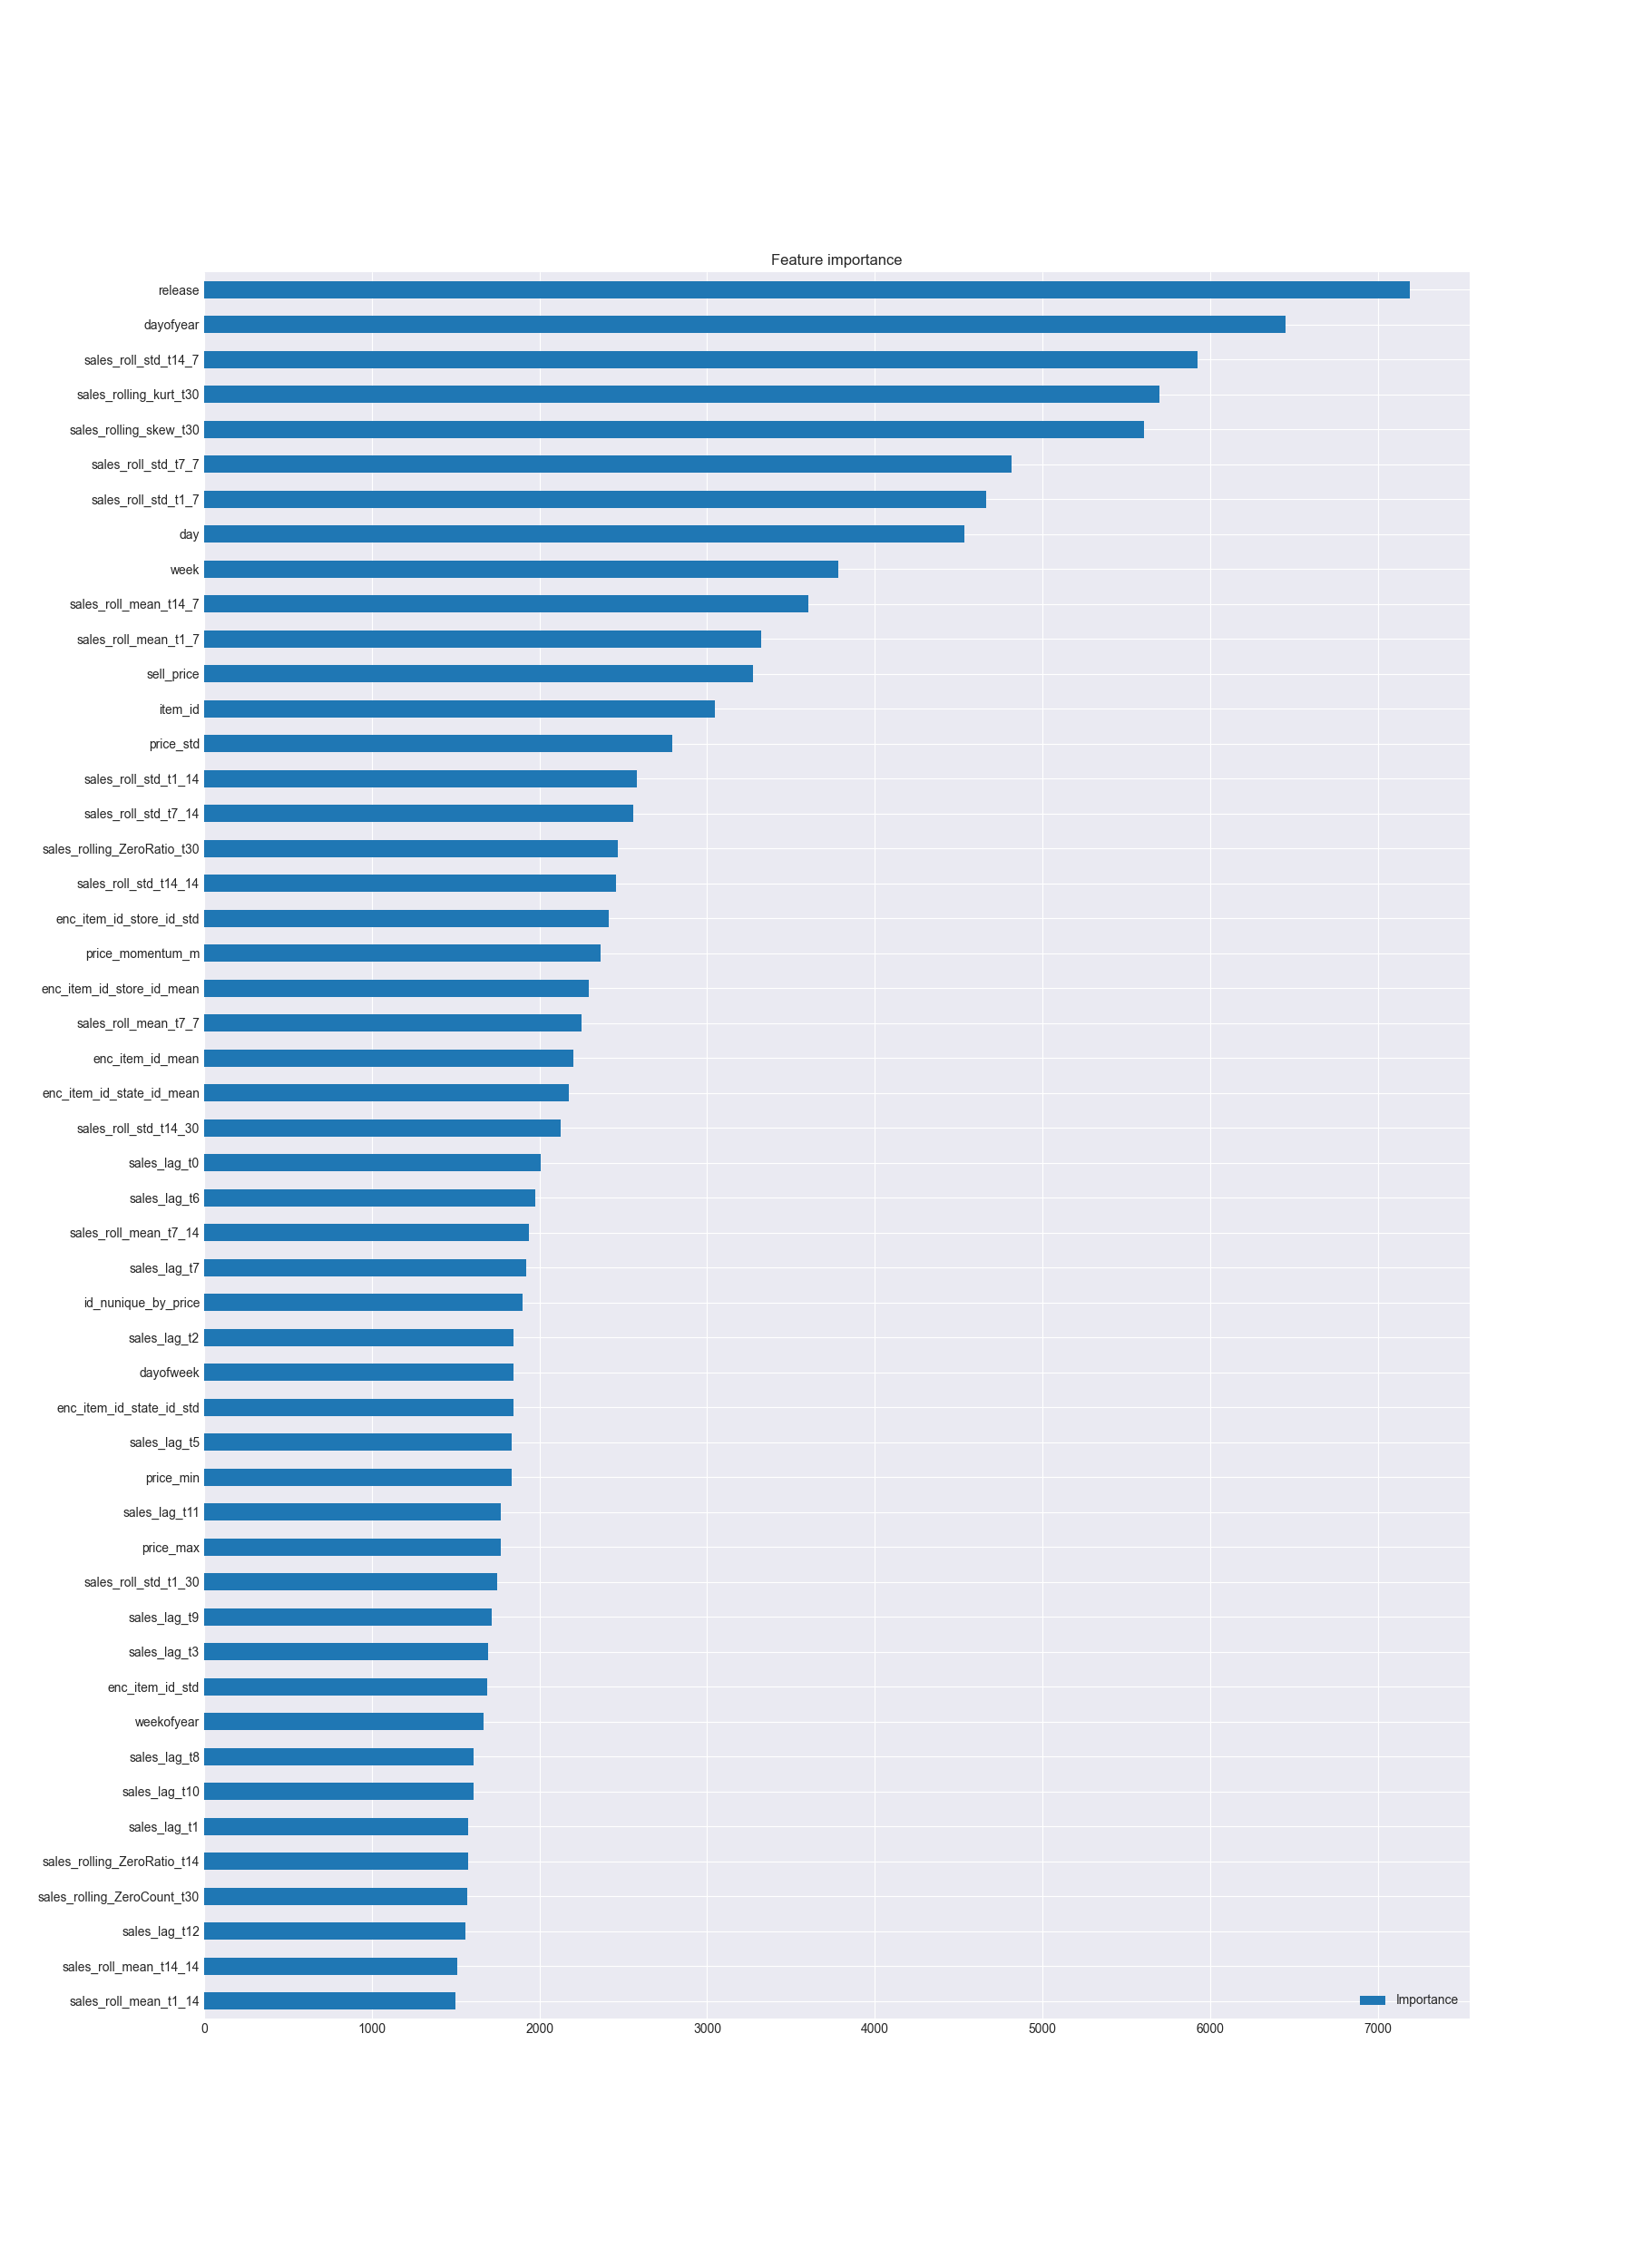 Feature importance
release
dayofyear
sales_roll_std_t14_7
sales_rolling_kurt_t30
sales_rolling_skew_t30
sales_roll_std_t7_7
sales_roll_std_t1_7
day
week
sales_roll_mean_t14_7
sales_roll_mean_t1_7
sell_price
item_id
price_std
sales_roll_std_t1_14
sales_roll_std_t7_14
sales_rolling_ZeroRatio_t30
sales_roll_std_t14_14
enc_item_id_store_id_std
price_momentum_m
enc_item_id_store_id_mean
sales_roll_mean_t7_7
enc_item_id_mean
enc_item_id_state_id_mean
sales_roll_std_t14_30
sales_lag_t0
sales_lag_t6
sales_roll_mean_t7_14
sales_lag_t7
id_nunique_by_price
sales_lag_t2
dayofweek
enc_item_id_state_id_std
sales_lag_t5
price_min
sales_lag_t11
price_max
sales_roll_std_t1_30
sales_lag_t9
sales_lag_t3
enc_item_id_std
weekofyear
sales_lag_t8
sales_lag_t10
sales_lag_t1
sales_rolling_ZeroRatio_t14
sales_rolling_ZeroCount_t30
sales_lag_t12
sales_roll_mean_t14_14
sales_roll_mean_t1_14
Importance
0 1000 2000 3000 4000 5000 6000 7000